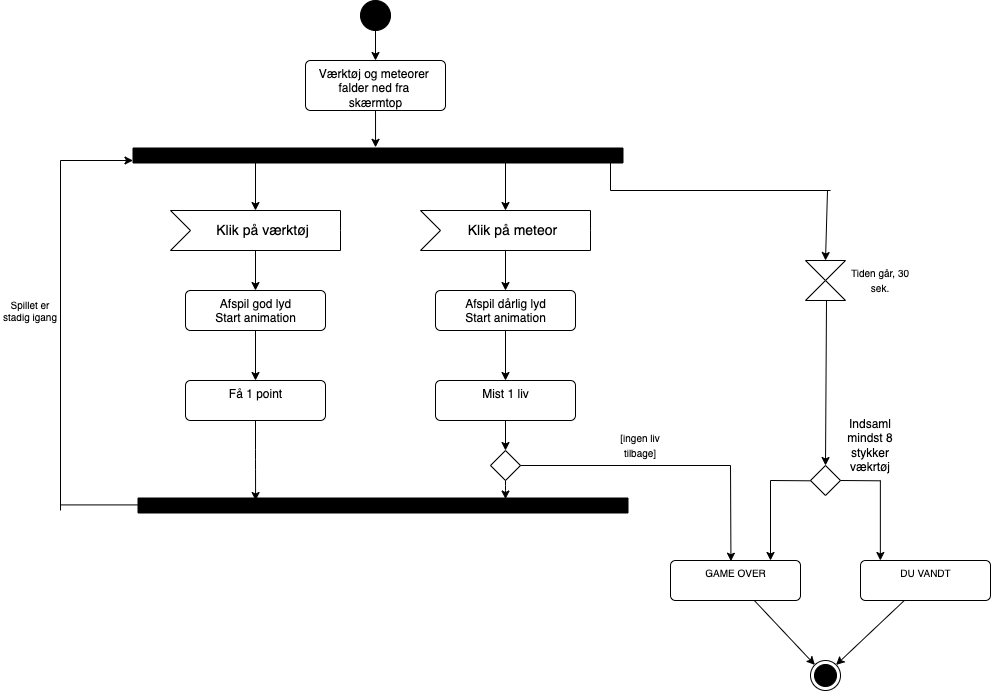 Værktøj og meteorer
falder ned fra
skærmtop
Klik på værktøj
Klik på meteor
Tiden går, 30
sek.
Spillet er
stadig igang
Afspil god lyd
Start animation
Afspil dårlig lyd
Start animation
Få 1 point
Mist 1 liv
[ingen liv
tilbage]
Indsaml
mindst 8
stykker
vækrtøj
GAME OVER
DU VANDT